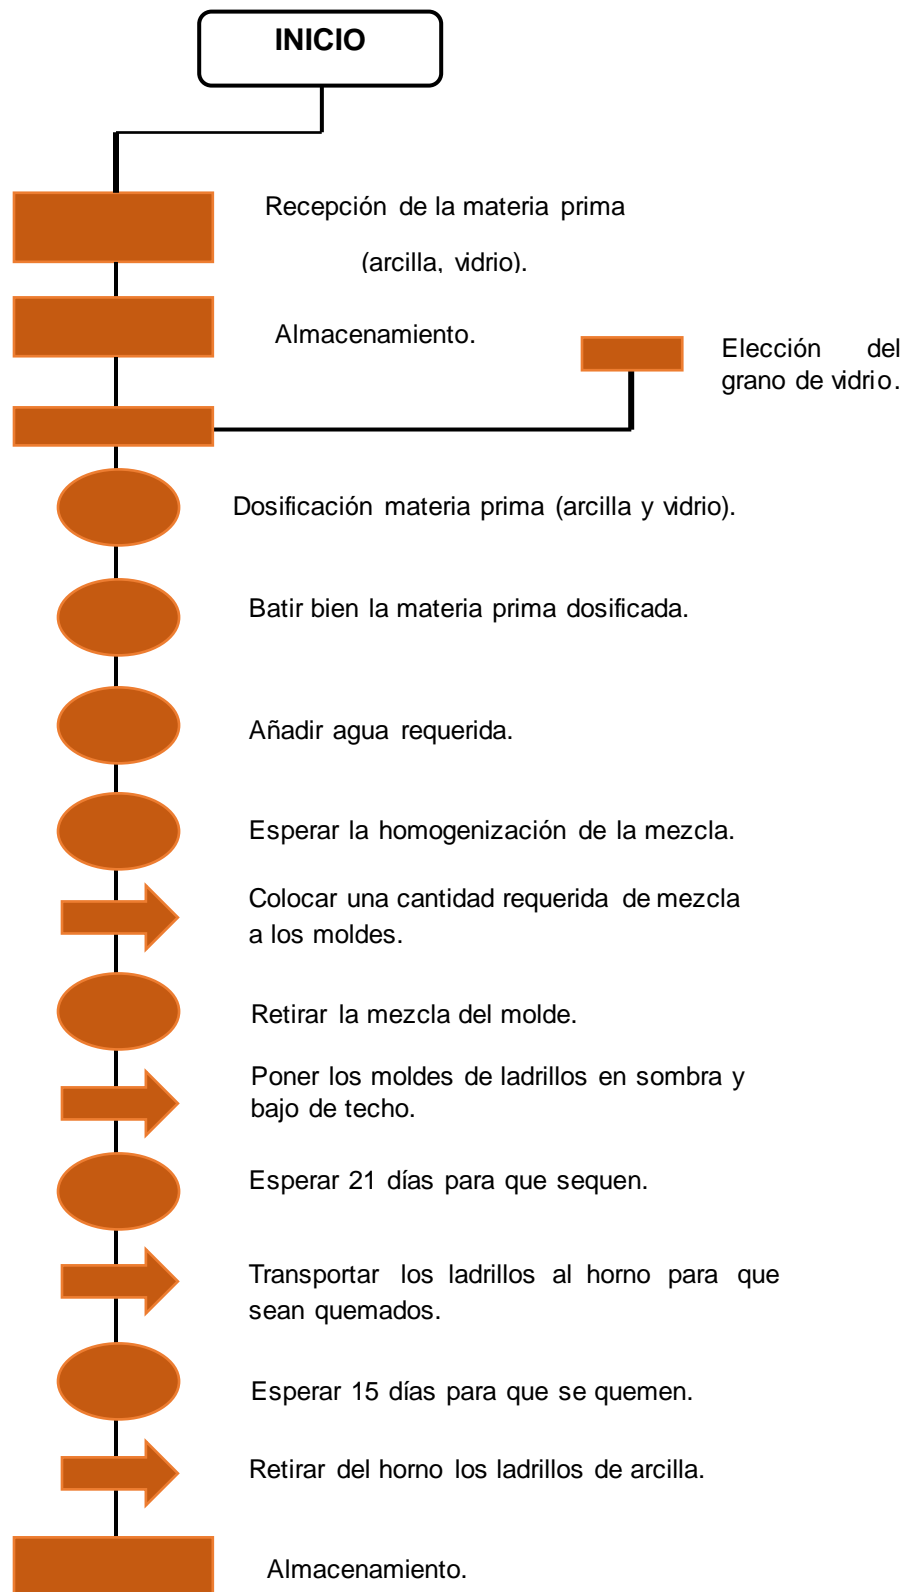 INICIO
Recepción de la materia prima
(arcilla, vidrio).
Almacenamiento.
Elección del
grano de vidrio.
Dosificación materia prima (arcilla y vidrio).
Batir bien la materia prima dosificada.
Añadir agua requerida.
Esperar la homogenización de la mezcla.
Colocar una cantidad requerida de mezcla
a los moldes.
Retirar la mezcla del molde.
Poner los moldes de ladrillos en sombra y
bajo de techo.
Esperar 21 días para que sequen.
Transportar los ladrillos al horno para que
sean quemados.
Esperar 15 días para que se quemen.
Retirar del horno los ladrillos de arcilla.
Almacenamiento.